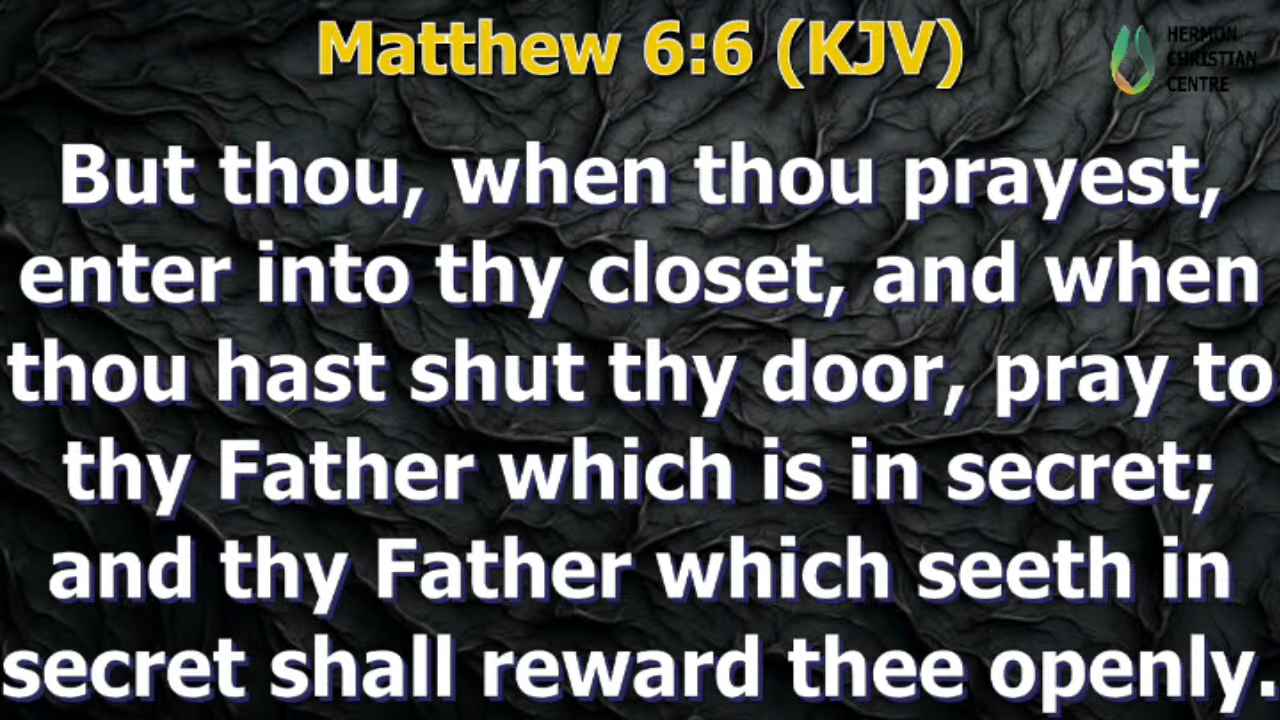 Matthew 6:6 (KJV)
HERMON
CHRISTIAN
CENTRE
But thou, when thou prayest,
enter into thy closet, and when
thou hast shut thy door, pray to
thy Father which is in secret;
and thy Father which seeth in
secret shall reward thee openly.